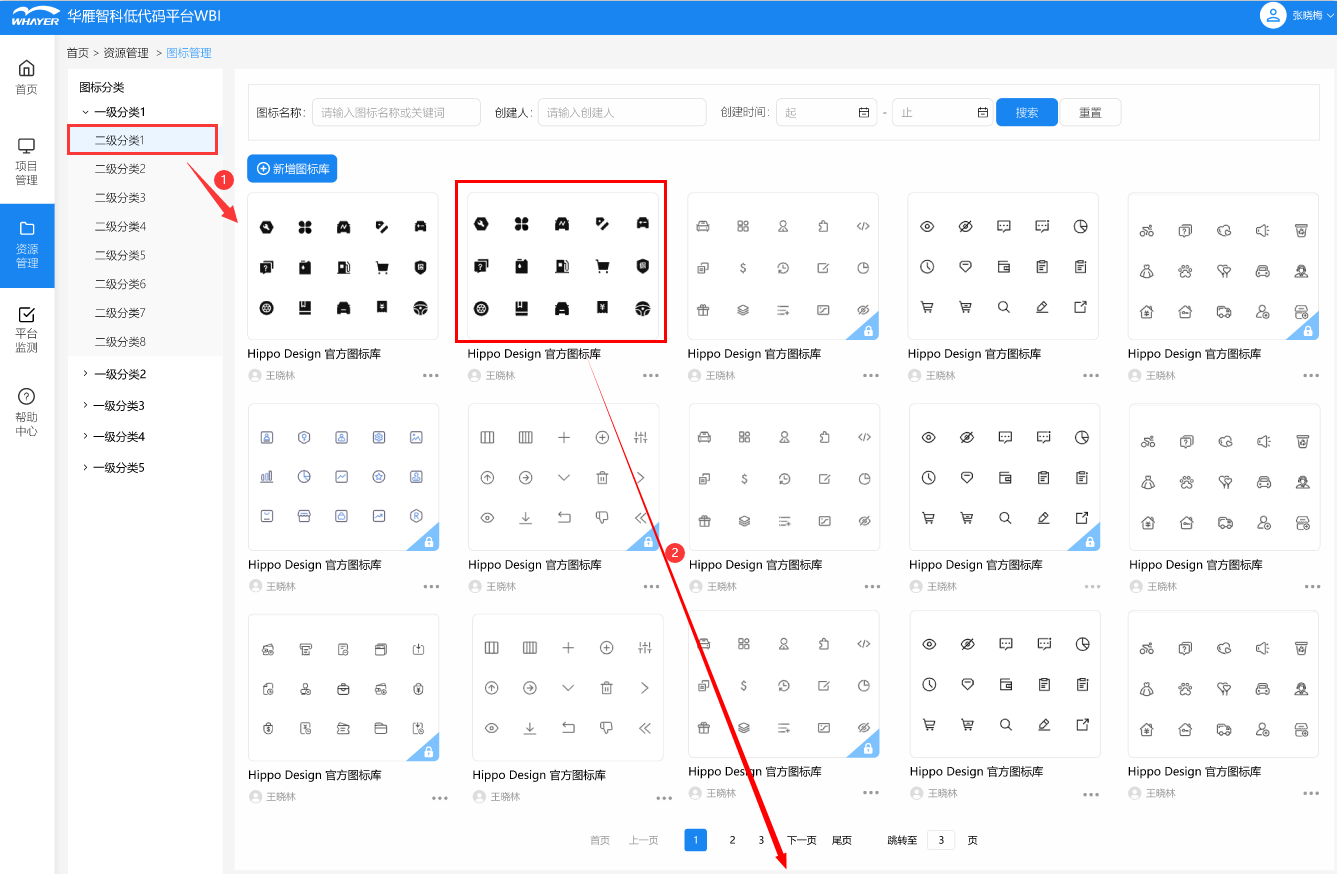 WHAYER 华雁智科低代码平台WBI
张晓梅
首页 > 资源管理 > 图标管理
首页
项目
管理
资源
管理
平台
监测
帮助
中心
图标分类
一级分类1
二级分类1
二级分类2
二级分类3
二级分类4
二级分类5
二级分类6
二级分类7
二级分类8
一级分类2
一级分类3
一级分类4
一级分类5
1
图标名称: 请输入图标名称或关键词 创建人: 请输入创建人 创建时间: 起 - 止 搜索 重置
新增图标库
Hippo Design 官方图标库 Hippo Design 官方图标库 Hippo Design 官方图标库 Hippo Design 官方图标库 Hippo Design 官方图标库
王晓林 王晓林 王晓林 王晓林 王晓林
2
Hippo Design 官方图标库 Hippo Design 官方图标库 Hippo Design 官方图标库 Hippo Design 官方图标库 Hippo Design 官方图标库
王晓林 王晓林 王晓林 王晓林 王晓林
Hippo Design 官方图标库 Hippo Design 官方图标库 Hippo Design 官方图标库 Hippo Design 官方图标库 Hippo Design 官方图标库
王晓林 王晓林 王晓林 王晓林 王晓林
首页 上一页 1 2 3 下一页 尾页 跳转至 3 页